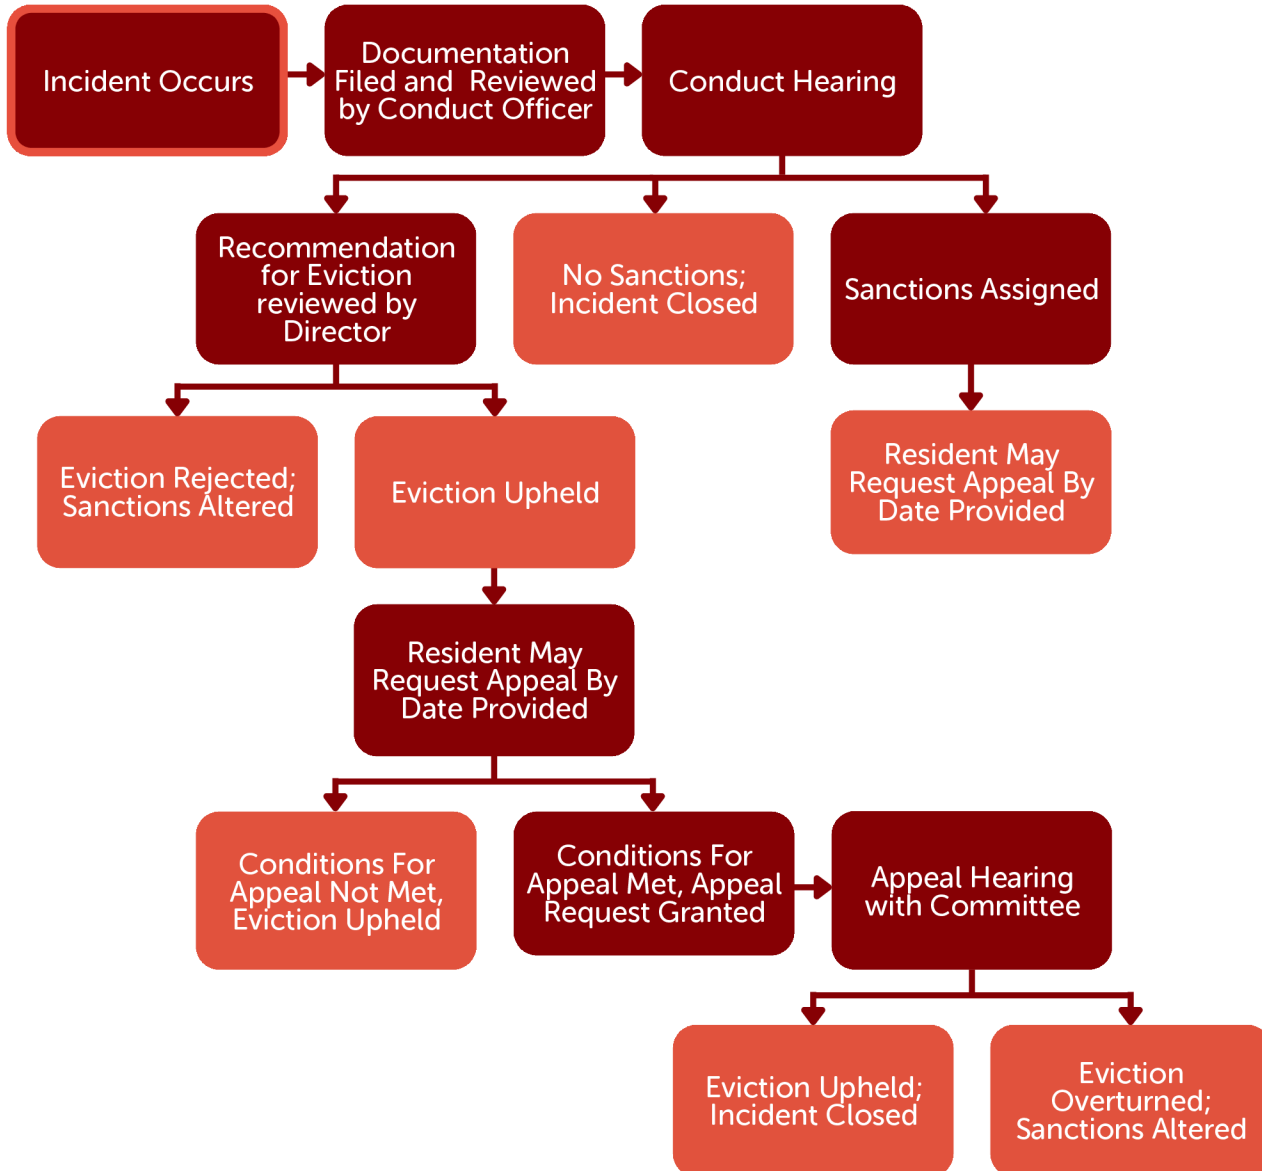 Incident Occurs
Documentation
Filed and Reviewed
by Conduct Officer
Conduct Hearing
Recommendation
for Eviction
reviewed by
Director
No Sanctions;
Incident Closed
Sanctions Assigned
Eviction Rejected;
Sanctions Altered
Eviction Upheld
Resident May
Request Appeal By
Date Provided
Resident May
Request Appeal By
Date Provided
Conditions For
Appeal Not Met,
Eviction Upheld
Conditions For
Appeal Met, Appeal
Request Granted
Appeal Hearing
with Committee
Eviction Upheld;
Incident Closed
Eviction
Overturned;
Sanctions Altered